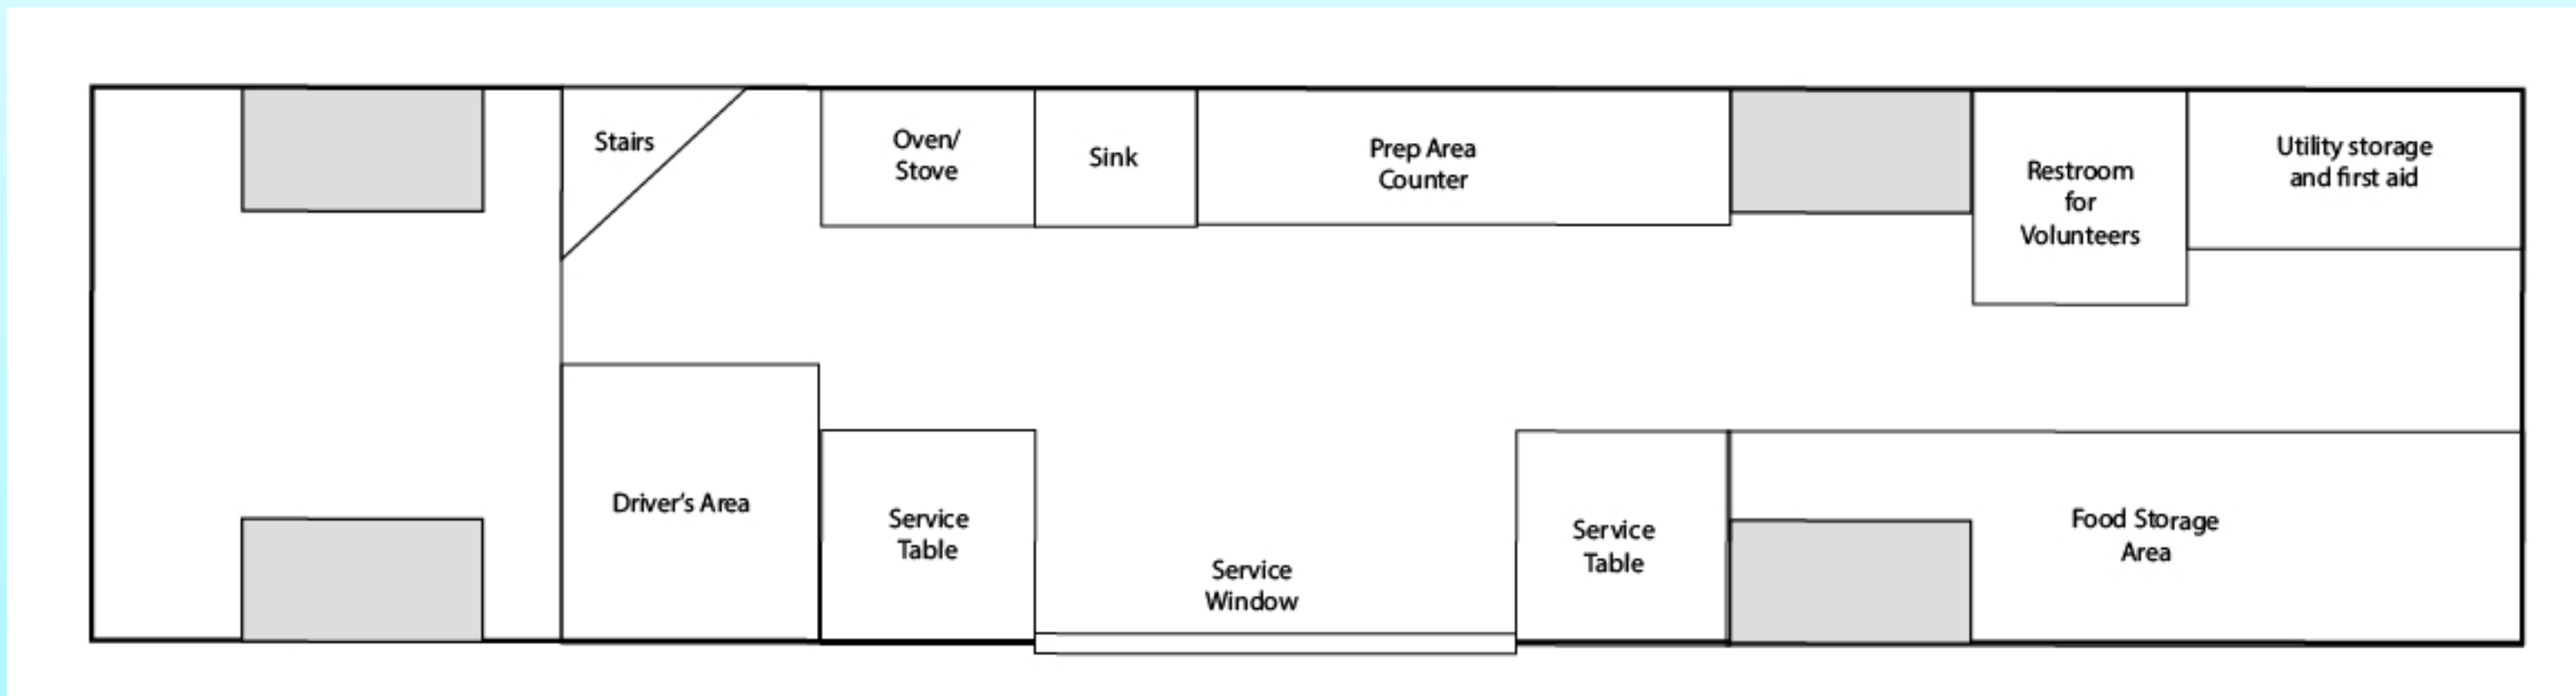 Stairs
Oven/
Stove
Sink
Prep Area
Counter
Restroom
for
Volunteers
Utility storage
and first aid
Driver's Area
Service
Table
Service
Window
Service
Table
Food Storage
Area